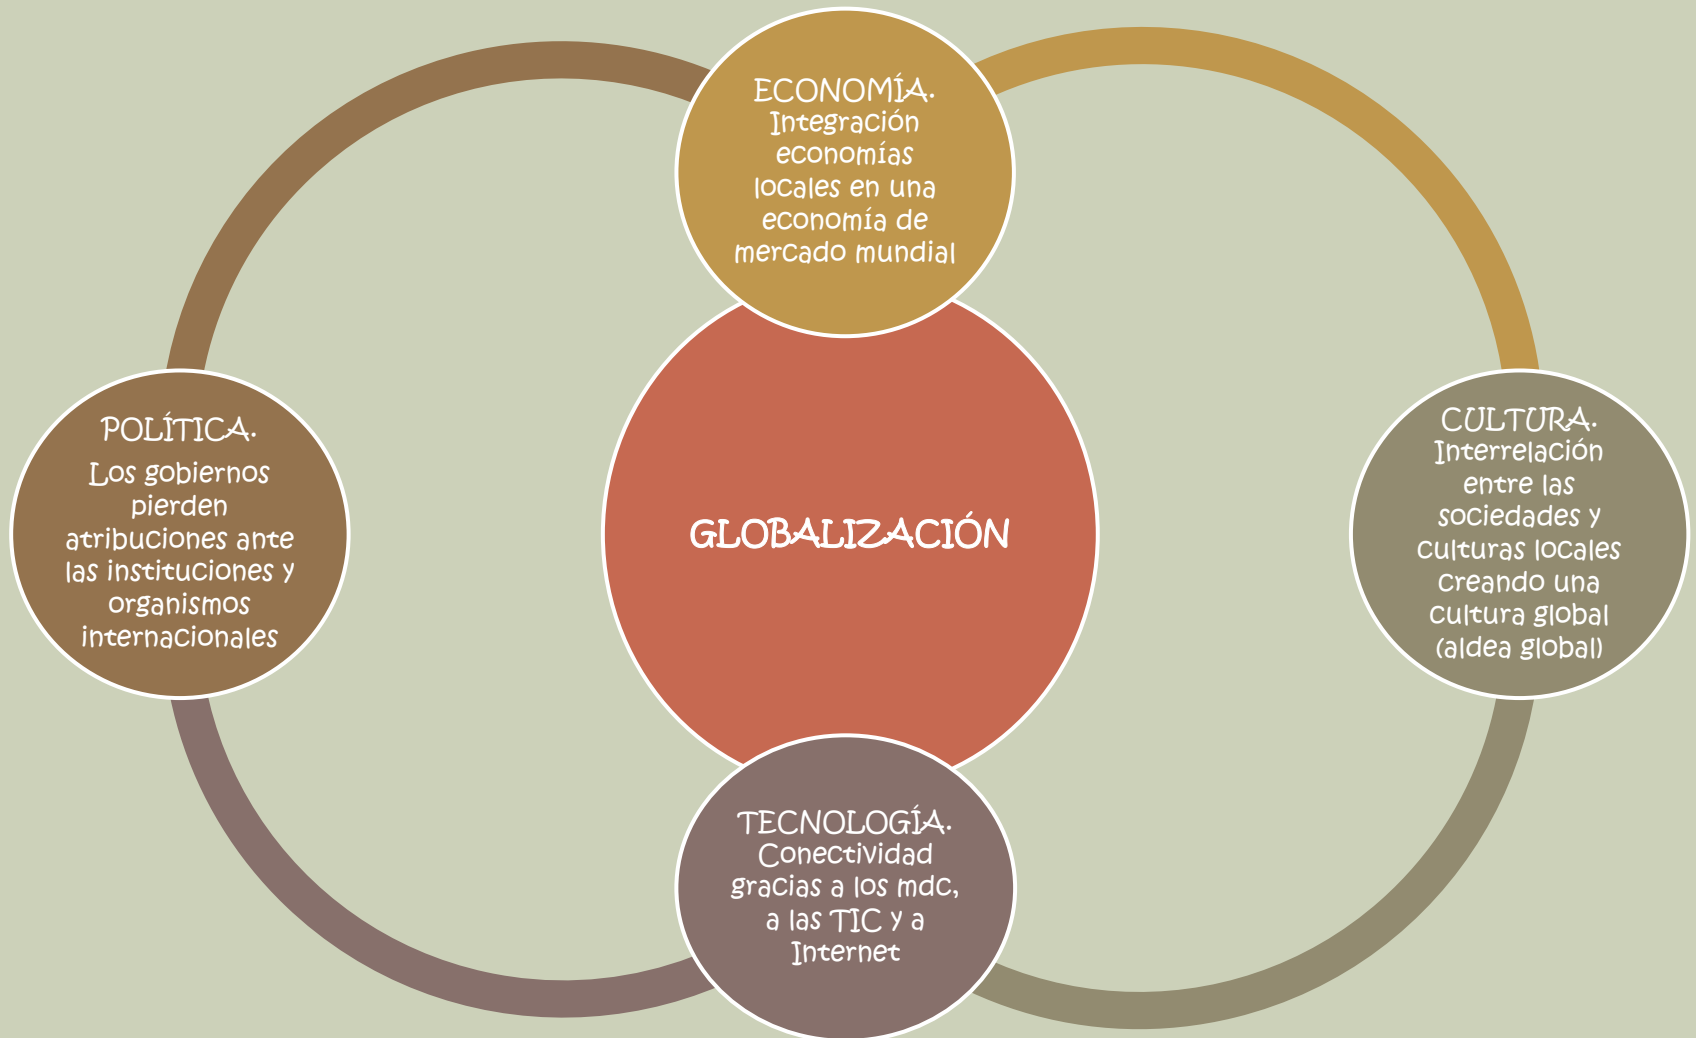 ECONOMÍA.
Integración
economías
locales en una
economía de
mercado mundial
POLÍTICA.
Los gobiernos
pierden
atribuciones ante
las instituciones y
organismos
internacionales
GLOBALIZACIÓN
CULTURA.
Interrelación
entre las
sociedades y
culturas locales
creando una
cultura global
(aldea global)
TECNOLOGÍA.
Conectividad
gracias a los mdc,
a las TIC y a
Internet